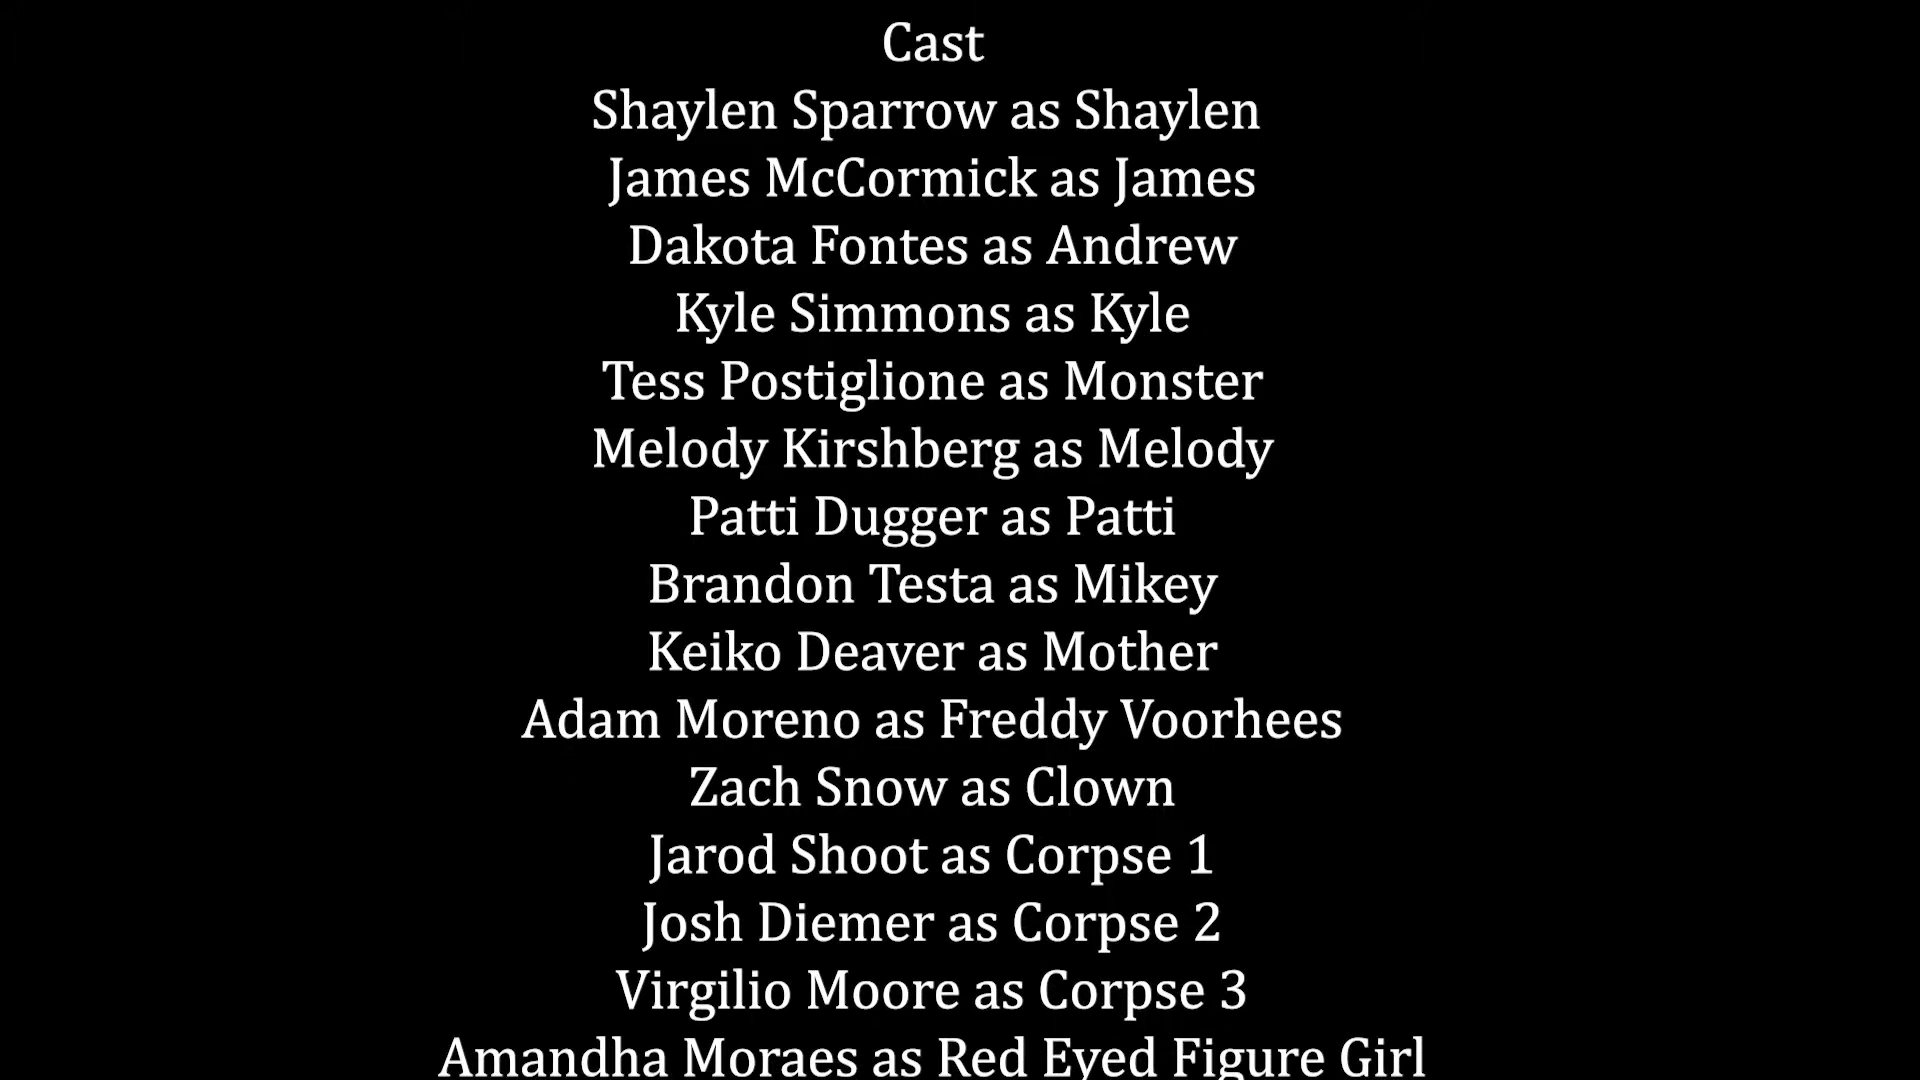 Cast
Shaylen Sparrow as Shaylen
James McCormick as James
Dakota Fontes as Andrew
Kyle Simmons as Kyle
Tess Postiglione as Monster
Melody Kirshberg as Melody
Patti Dugger as Patti
Brandon Testa as Mikey
Keiko Deaver as Mother
Adam Moreno as Freddy Voorhees
Zach Snow as Clown
Jarod Shoot as Corpse 1
Josh Diemer as Corpse 2
Virgilio Moore as Corpse 3
Amandha Moraes as Red Eyed Figure Girl